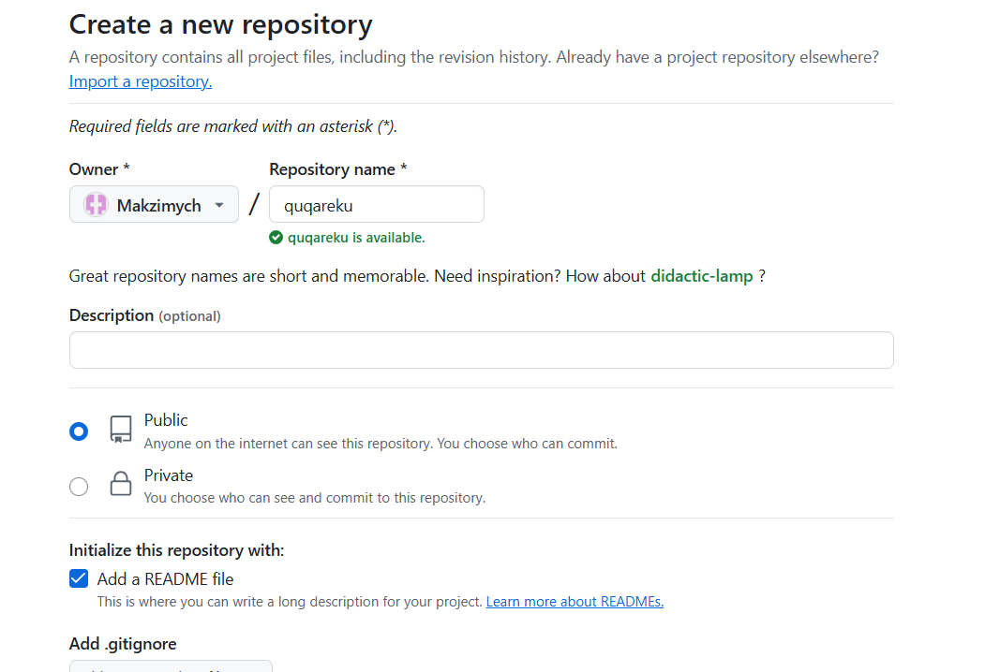 Create a new repository
A repository contains all project files, including the revision history. Already have a project repository elsewhere?
Import a repository.
Required fields are marked with an asterisk (*).
Owner *
Repository name *
Makzimych
/
quqareku
quqareku is available.
Great repository names are short and memorable. Need inspiration? How about didactic-lamp ?
Description (optional)
Public
Anyone on the internet can see this repository. You choose who can commit.
Private
You choose who can see and commit to this repository.
Initialize this repository with:
Add a README file
This is where you can write a long description for your project. Learn more about READMEs.
Add .gitignore